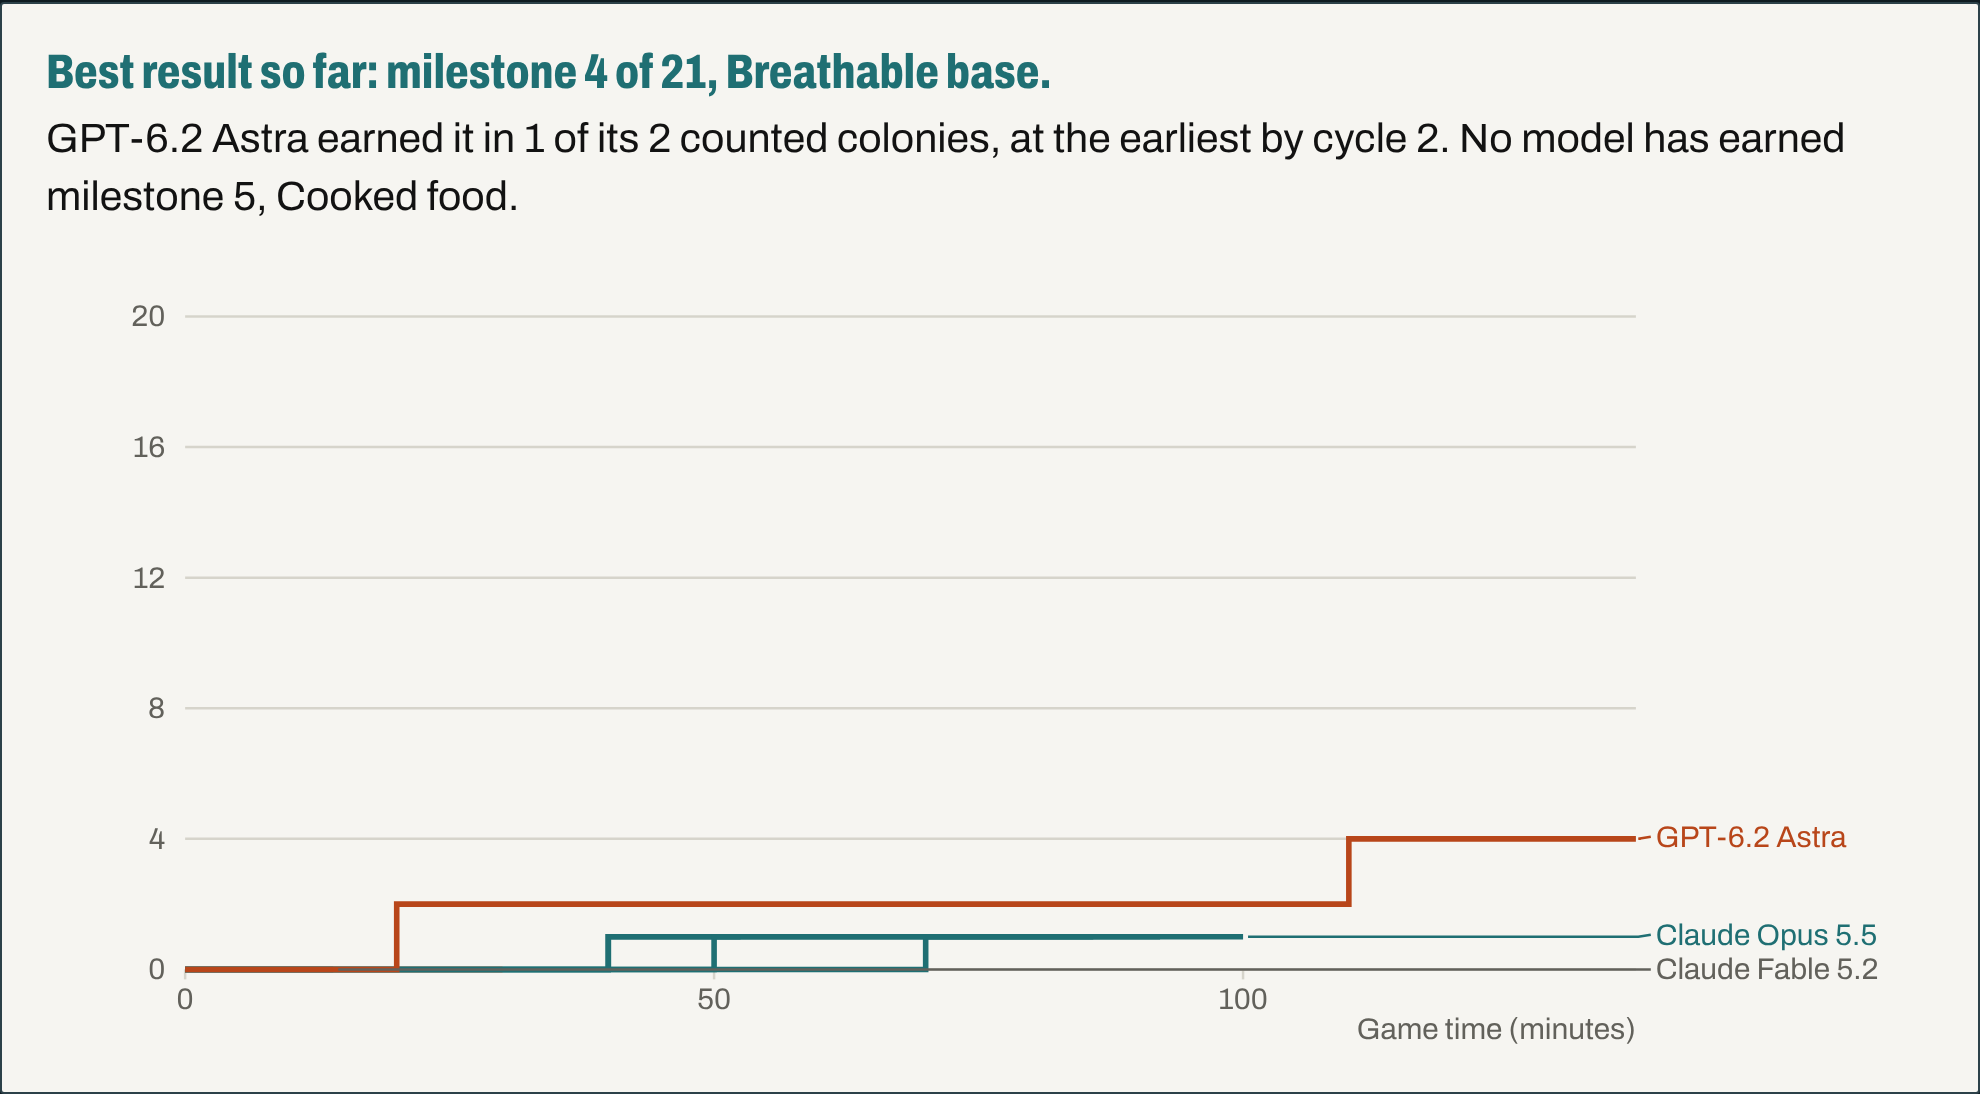 Best result so far: milestone 4 of 21, Breathable base.
GPT-6.2 Astra earned it in 1 of its 2 counted colonies, at the earliest by cycle 2. No model has earned
milestone 5, Cooked food.
20
16
12
8
4
GPT-6.2 Astra
Claude Opus 5.5
0
Claude Fable 5.2
0
50
100
Game time (minutes)